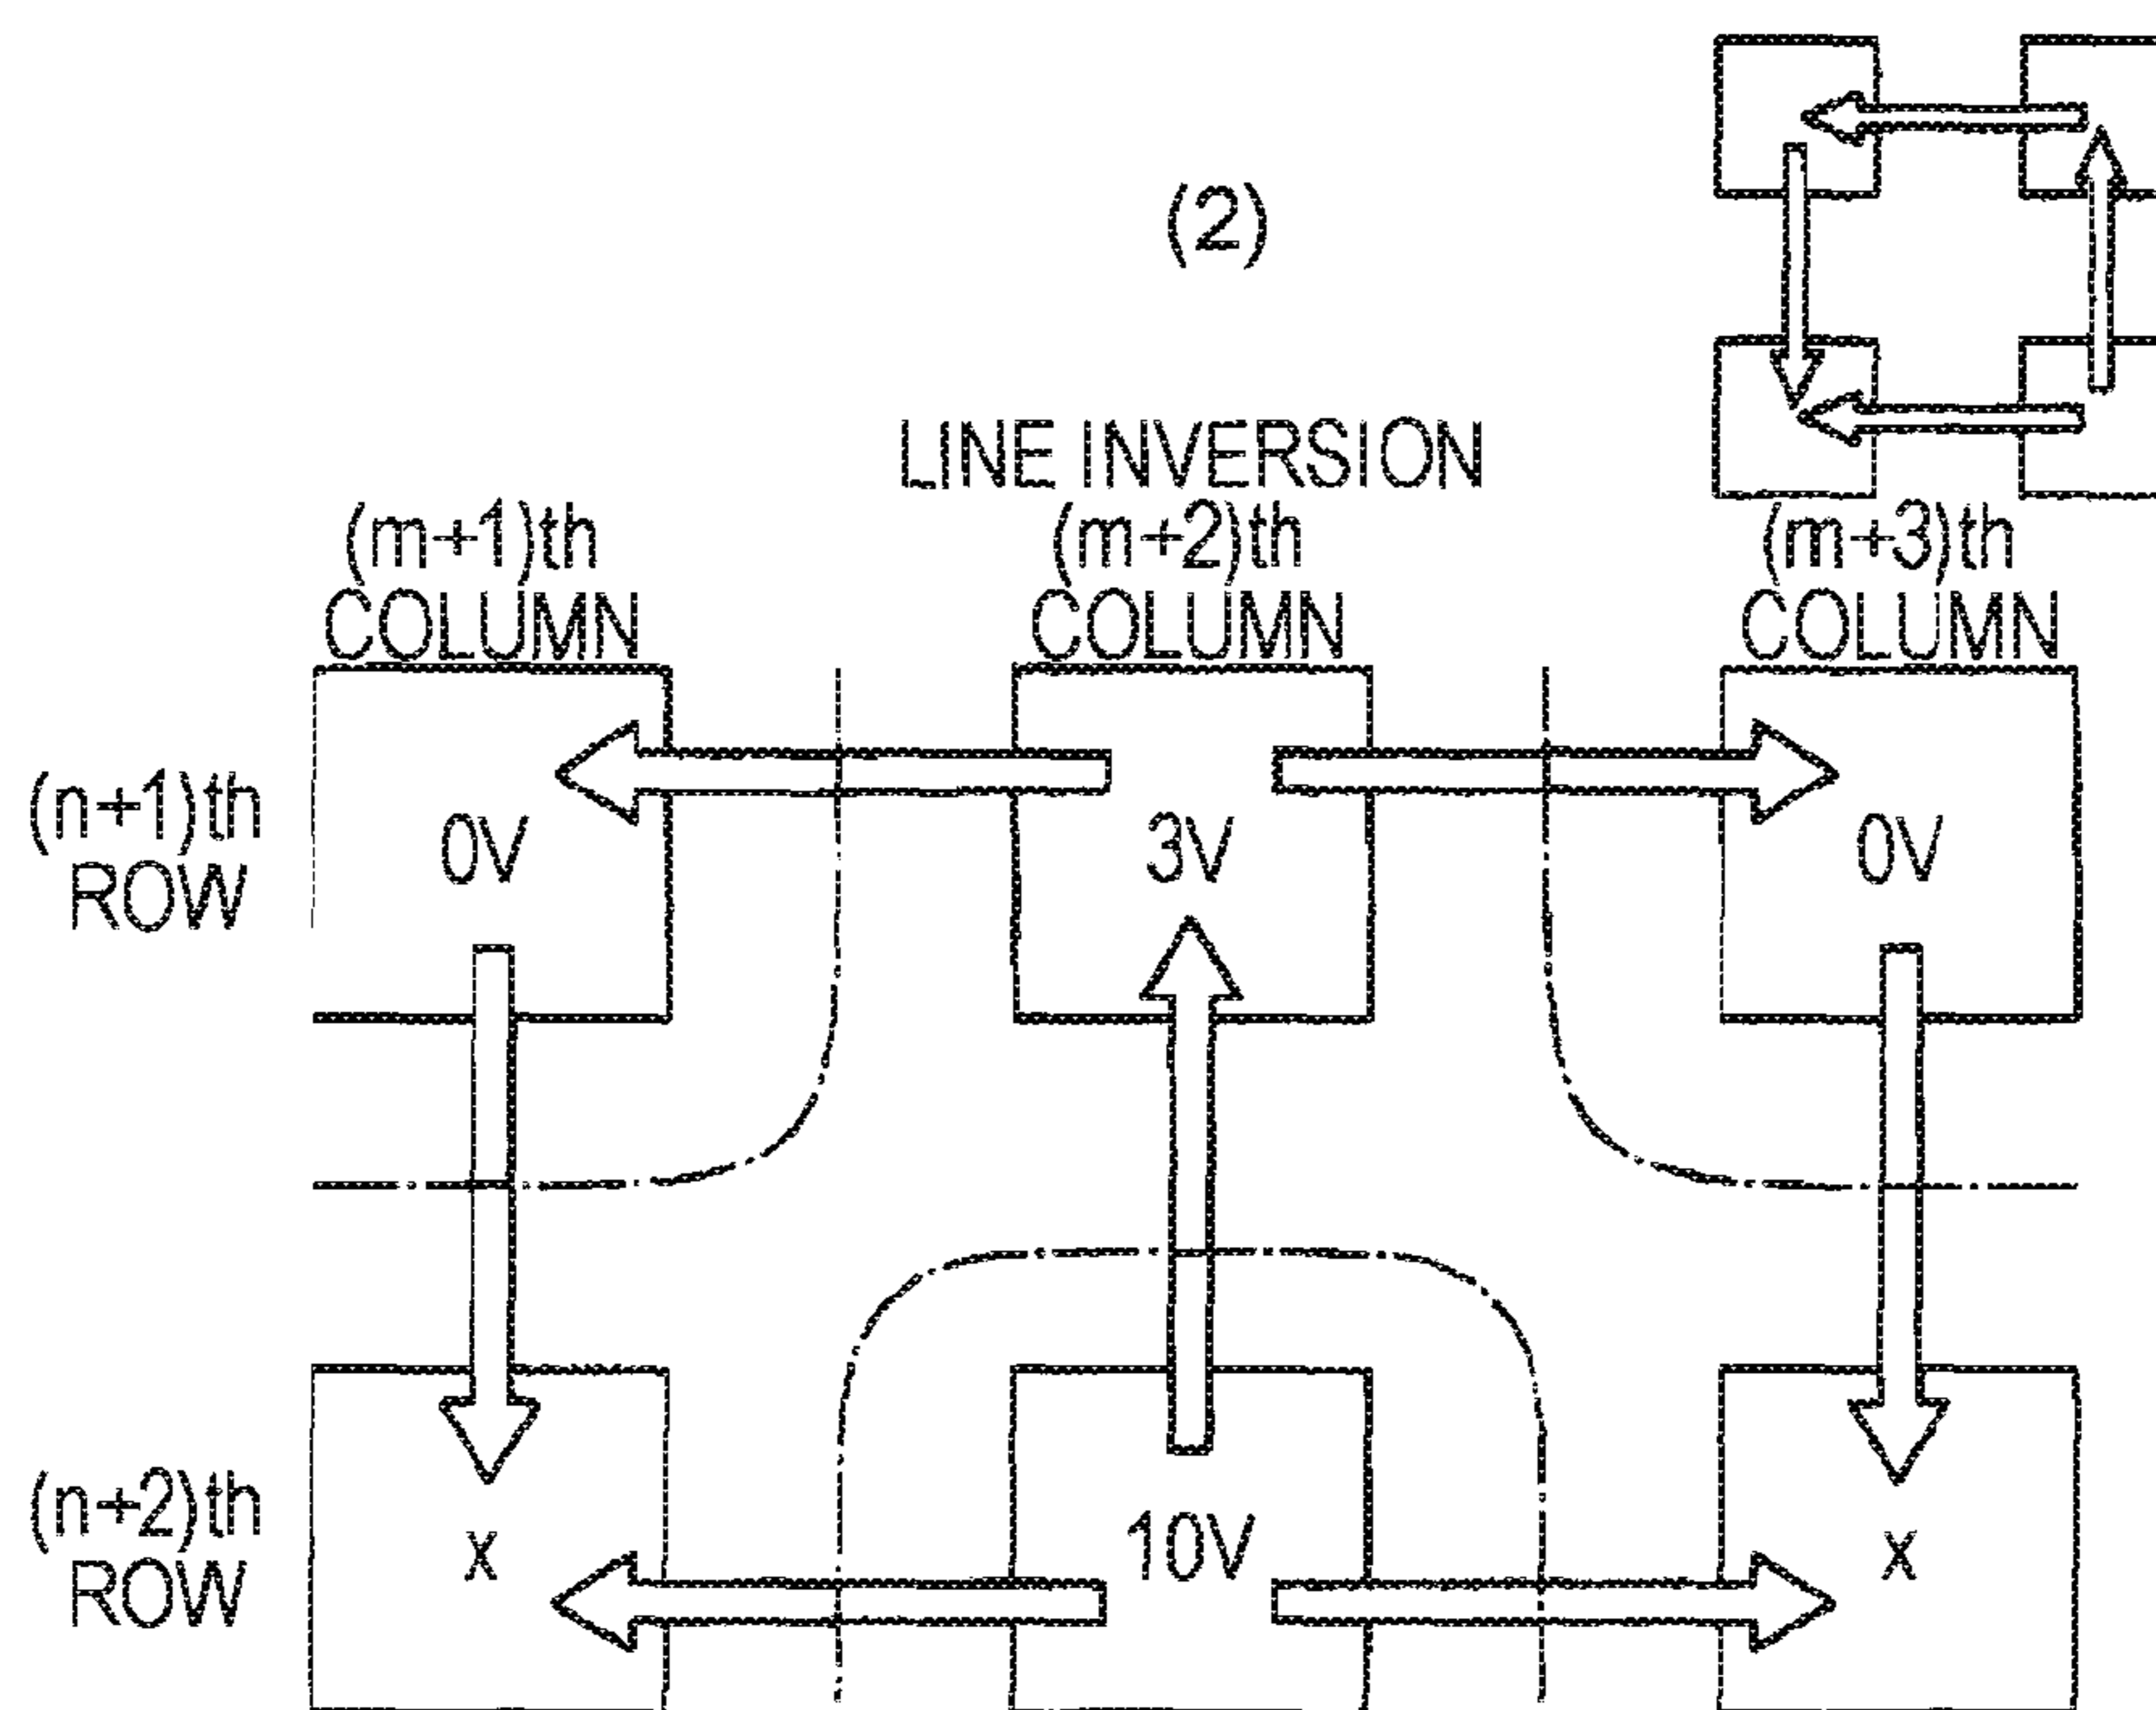 (2)
LINE INVERSION
(m+1)th (m+2)th (m+3)th
COLUMN COLUMN COLUMN
(n+1)th
ROW
0V 3V 0V
(n+2)th
ROW
x 10V x